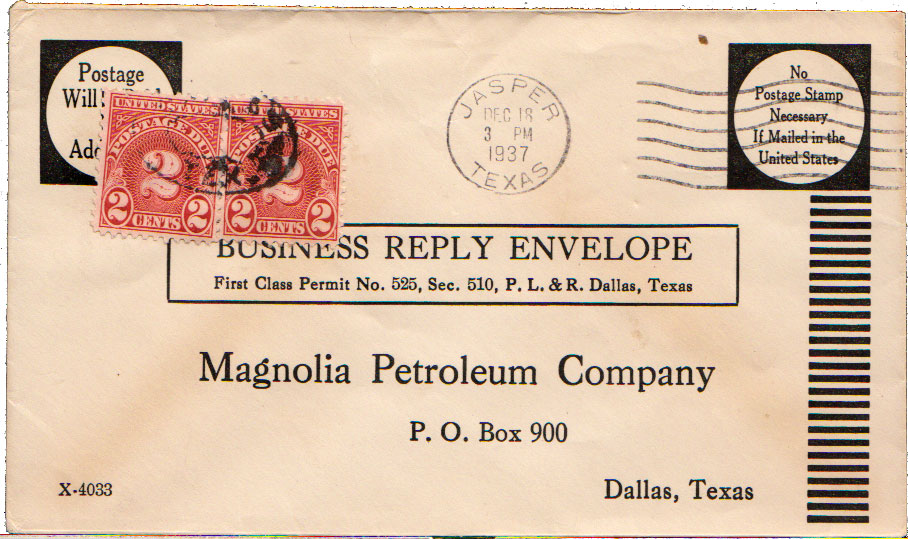 Postage
Will
Add
UNITED STATES
POSTAGE DUE
2
2 CENTS 2
UNITED STATES
POSTAGE DUE
2
2 CENTS 2
JASPER
DEC 18
3 PM
1937
TEXAS
No
Postage Stamp
Necessary
If Mailed in the
United States
BUSINESS REPLY ENVELOPE
First Class Permit No. 525, Sec. 510, P. L. & R. Dallas, Texas
Magnolia Petroleum Company
P. O. Box 900
Dallas, Texas
X-4033